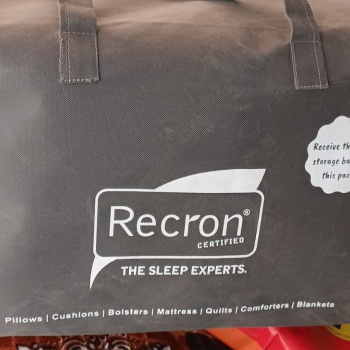 Receive th
storage ba
this pac
Recron®
CERTIFIED
THE SLEEP EXPERTS.
Pillows | Cushions | Bolsters | Mattress | Quilts | Comforters | Blankets